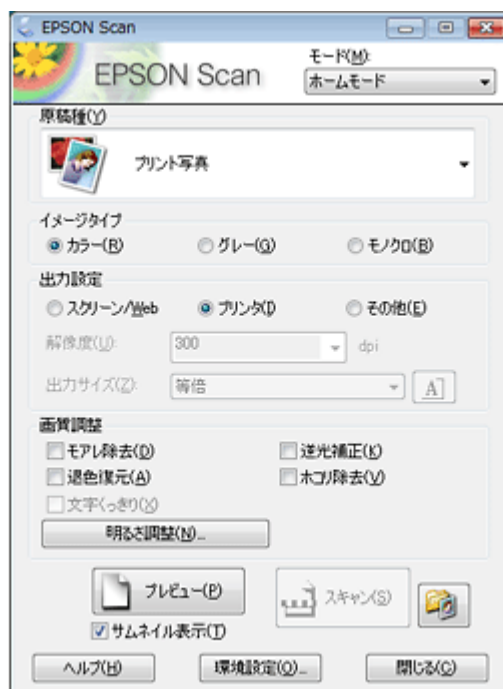 EPSON Scan
EPSON Scan
モード(M):
ホームモード
原稿種(Y)
プリント写真
イメージタイプ
カラー(R) グレー(G) モノクロ(B)
出力設定
スクリーン/Web プリンタ(I その他(E)
解像度(U): 300 dpi
出力サイズ(Z): 等倍 A
画質調整
モアレ除去(D) 逆光補正(K)
退色復元(A) ホコリ除去(V)
文字くっきり(X)
明るさ調整(N)...
プレビュー(P) スキャン(S)
サムネイル表示(T)
ヘルプ(H) 環境設定(O)... 閉じる(C)